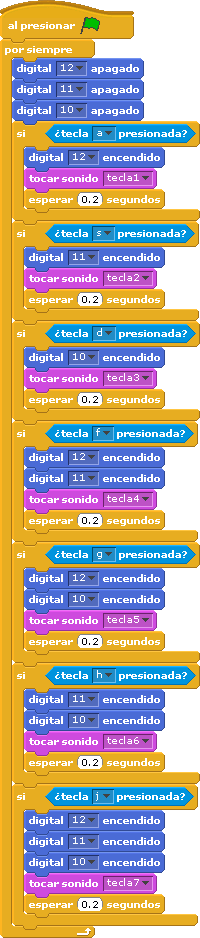 al presionar
por siempre
digital 12 apagado
digital 11 apagado
digital 10 apagado
si ¿tecla a presionada?
digital 12 encendido
tocar sonido tecla1
esperar 0.2 segundos
si ¿tecla s presionada?
digital 11 encendido
tocar sonido tecla2
esperar 0.2 segundos
si ¿tecla d presionada?
digital 10 encendido
tocar sonido tecla3
esperar 0.2 segundos
si ¿tecla f presionada?
digital 12 encendido
digital 11 encendido
tocar sonido tecla4
esperar 0.2 segundos
si ¿tecla g presionada?
digital 12 encendido
digital 10 encendido
tocar sonido tecla5
esperar 0.2 segundos
si ¿tecla h presionada?
digital 11 encendido
digital 10 encendido
tocar sonido tecla6
esperar 0.2 segundos
si ¿tecla j presionada?
digital 12 encendido
digital 11 encendido
digital 10 encendido
tocar sonido tecla7
esperar 0.2 segundos